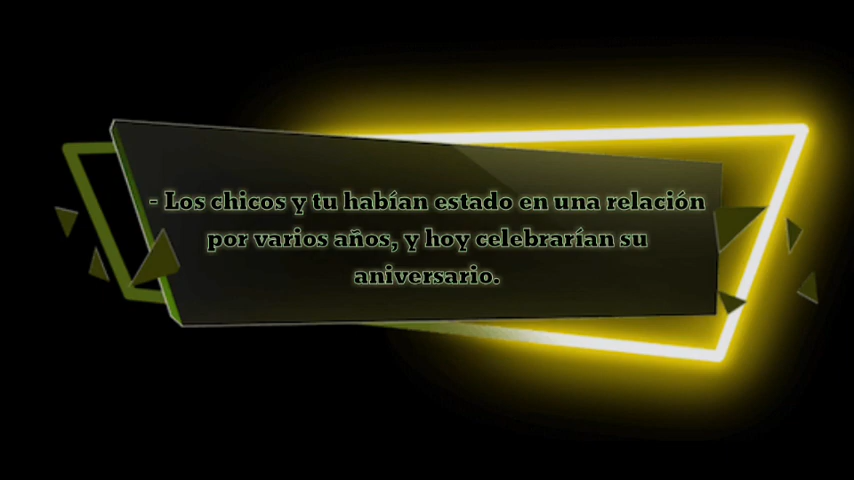 - Los chicos y tu habían estado en una relación
por varios años, y hoy celebrarían su
aniversario.